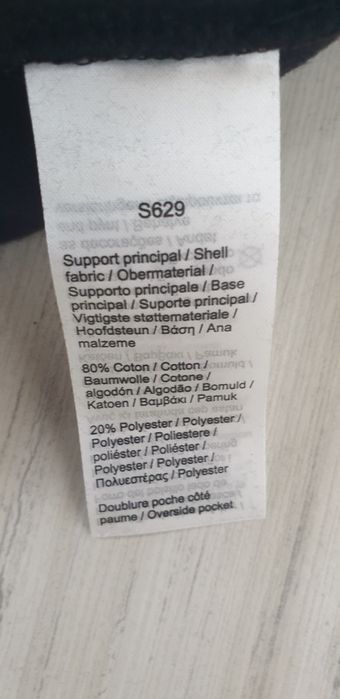 S629
Support principal / Shell
fabric / Obermaterial /
Supporto principale / Base
principal / Suporte principal /
Vigtigste støttemateriale /
Hoofdsteun / Βάση / Ana
malzeme
80% Coton / Cotton /
Baumwolle / Cotone /
algodón / Algodão / Bomuld /
Katoen / Βαμβάκι / Pamuk
20% Polyester / Polyester /
Polyester / Poliestere /
poliéster / Poliéster /
Polyester / Polyester /
Πολυεστέρας / Polyester
Doublure poche côté
paume / Overside pocket